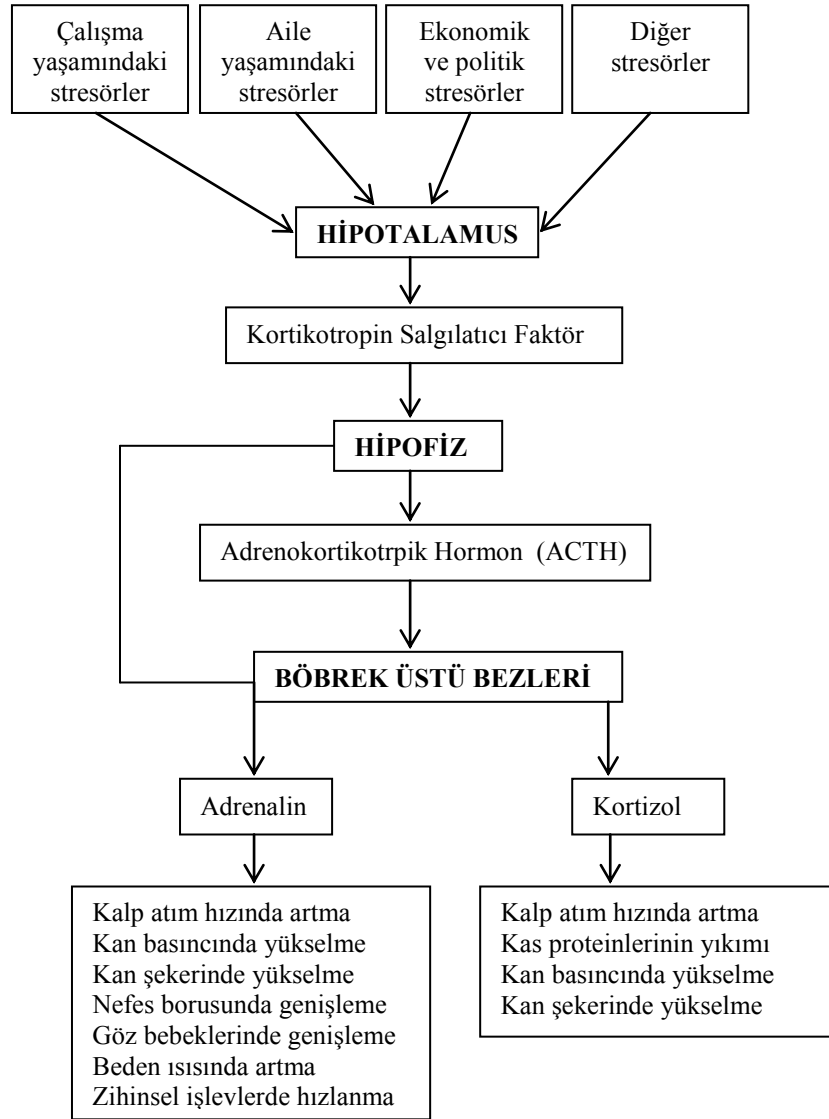 Çalışma
yaşamındaki
stresörler
Aile
yaşamındaki
stresörler
Ekonomik
ve politik
stresörler
Diğer
stresörler
HİPOTALAMUS
Kortikotropin Salgılatıcı Faktör
HİPOFİZ
Adrenokortikotrpik Hormon (ACTH)
BÖBREK ÜSTÜ BEZLERİ
Adrenalin
Kortizol
Kalp atım hızında artma
Kan basıncında yükselme
Kan şekerinde yükselme
Nefes borusunda genişleme
Göz bebeklerinde genişleme
Beden ısısında artma
Zihinsel işlevlerde hızlanma
Kalp atım hızında artma
Kas proteinlerinin yıkımı
Kan basıncında yükselme
Kan şekerinde yükselme